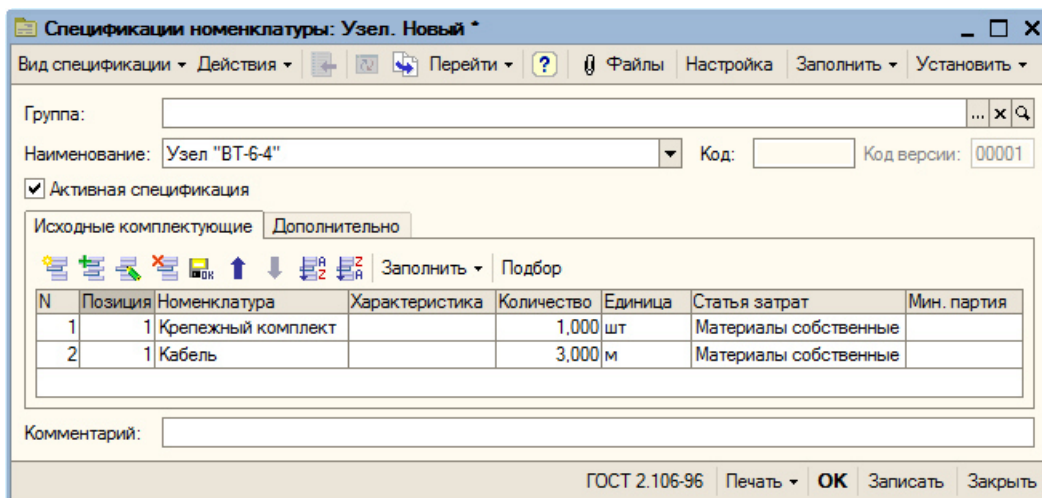 Спецификации номенклатуры: Узел. Новый *
Вид спецификации Действия Перейти ? Файлы Настройка Заполнить Установить
Группа: ...
Наименование: Узел "ВТ-6-4" Код: Код версии: 00001
Активная спецификация
Исходные комплектующие Дополнительно
Заполнить Подбор
N Позиция Номенклатура Характеристика Количество Единица Статья затрат Мин. партия
1 1 Крепежный комплект 1,000 шт Материалы собственные
2 1 Кабель 3,000 м Материалы собственные
Комментарий:
ГОСТ 2.106-96 Печать OK Записать Закрыть